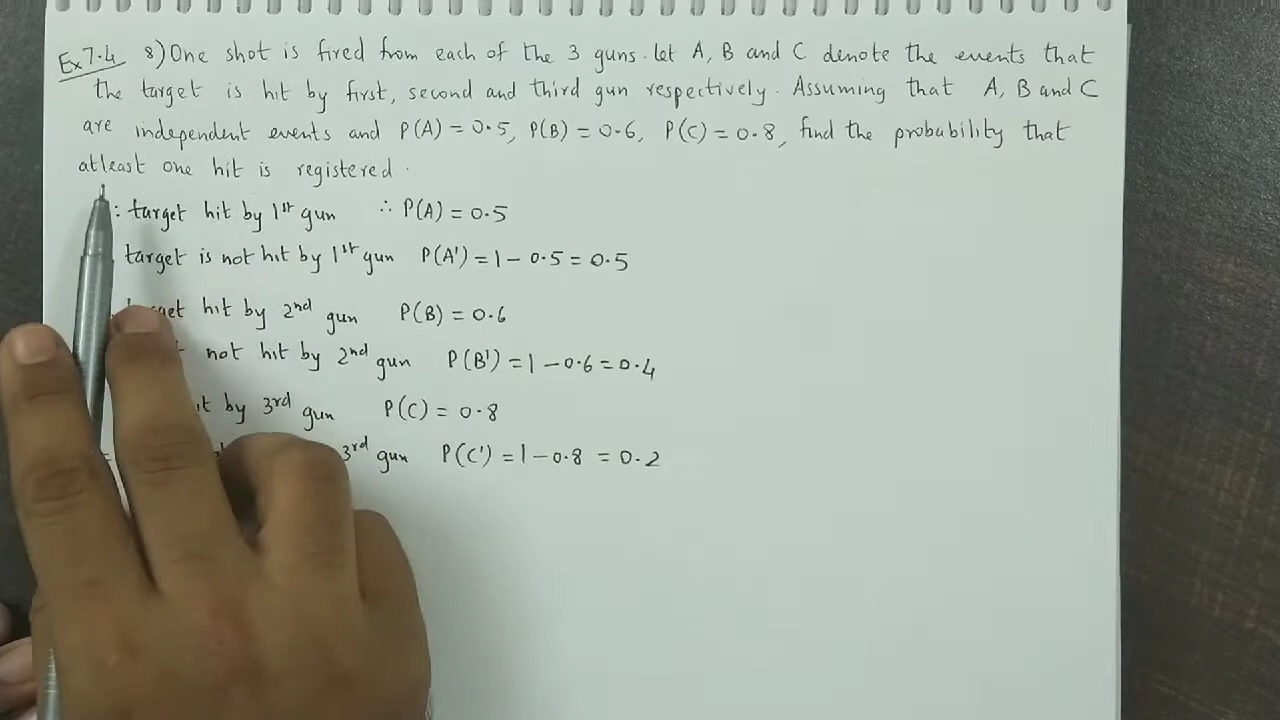 Ex 7.4 8) One shot is fired from each of the 3 guns. let A, B and C denote the events that
the target is hit by first, second and third gun respectively. Assuming that A, B and C
are independent events and P(A) = 0.5, P(B) = 0.6, P(C) = 0.8, find the probability that
atleast one hit is registered.
: target hit by 1st gun ∴ P(A) = 0.5
target is not hit by 1st gun P(A') = 1 - 0.5 = 0.5
hit by 2nd gun P(B) = 0.6
not hit by 2nd gun P(B') = 1 - 0.6 = 0.4
by 3rd gun P(C) = 0.8
3rd gun P(C') = 1 - 0.8 = 0.2